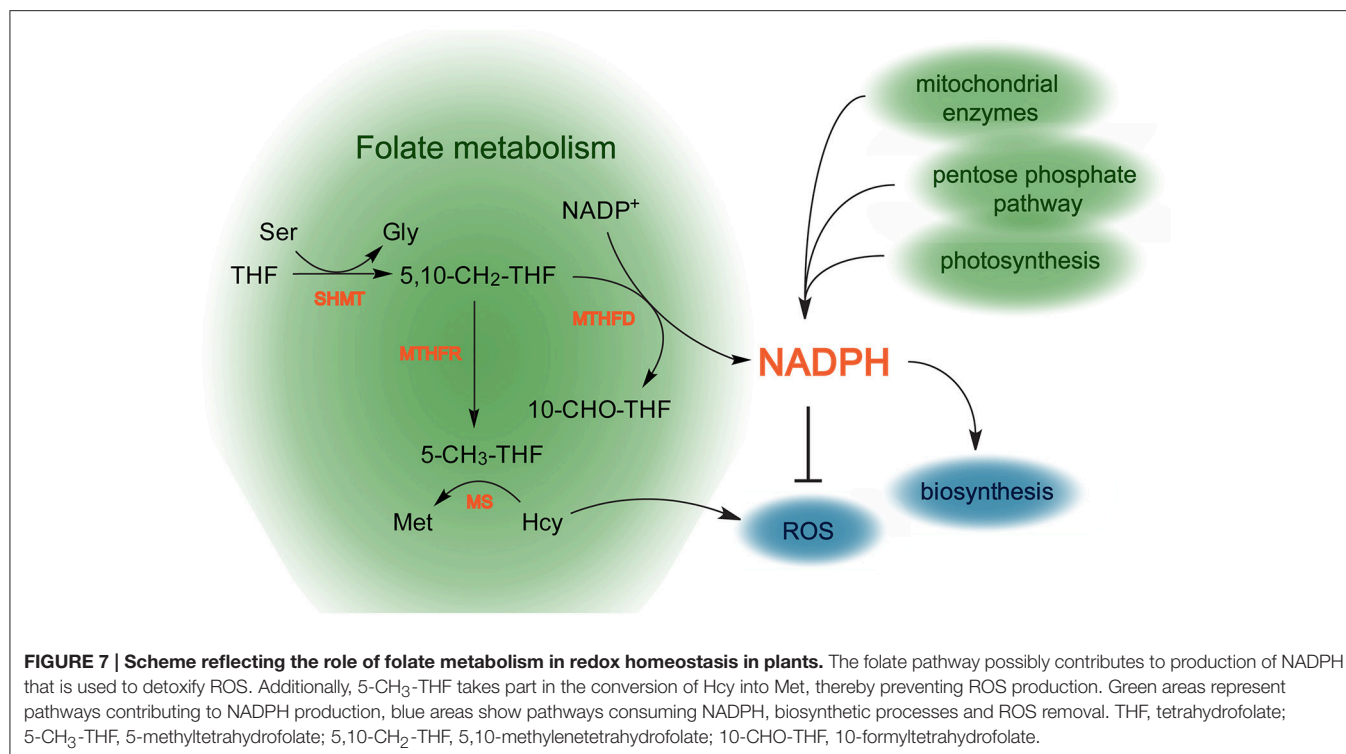 mitochondrial
enzymes
Folate metabolism
pentose phosphate
pathway
NADP⁺
Ser
Gly
photosynthesis
THF
5,10-CH₂-THF
SHMT
MTHFD
MTHFR
NADPH
10-CHO-THF
5-CH₃-THF
biosynthesis
MS
Met
Hcy
ROS
FIGURE 7 | Scheme reflecting the role of folate metabolism in redox homeostasis in plants. The folate pathway possibly contributes to production of NADPH
that is used to detoxify ROS. Additionally, 5-CH₃-THF takes part in the conversion of Hcy into Met, thereby preventing ROS production. Green areas represent
pathways contributing to NADPH production, blue areas show pathways consuming NADPH, biosynthetic processes and ROS removal. THF, tetrahydrofolate;
5-CH₃-THF, 5-methyltetrahydrofolate; 5,10-CH₂-THF, 5,10-methylenetetrahydrofolate; 10-CHO-THF, 10-formyltetrahydrofolate.